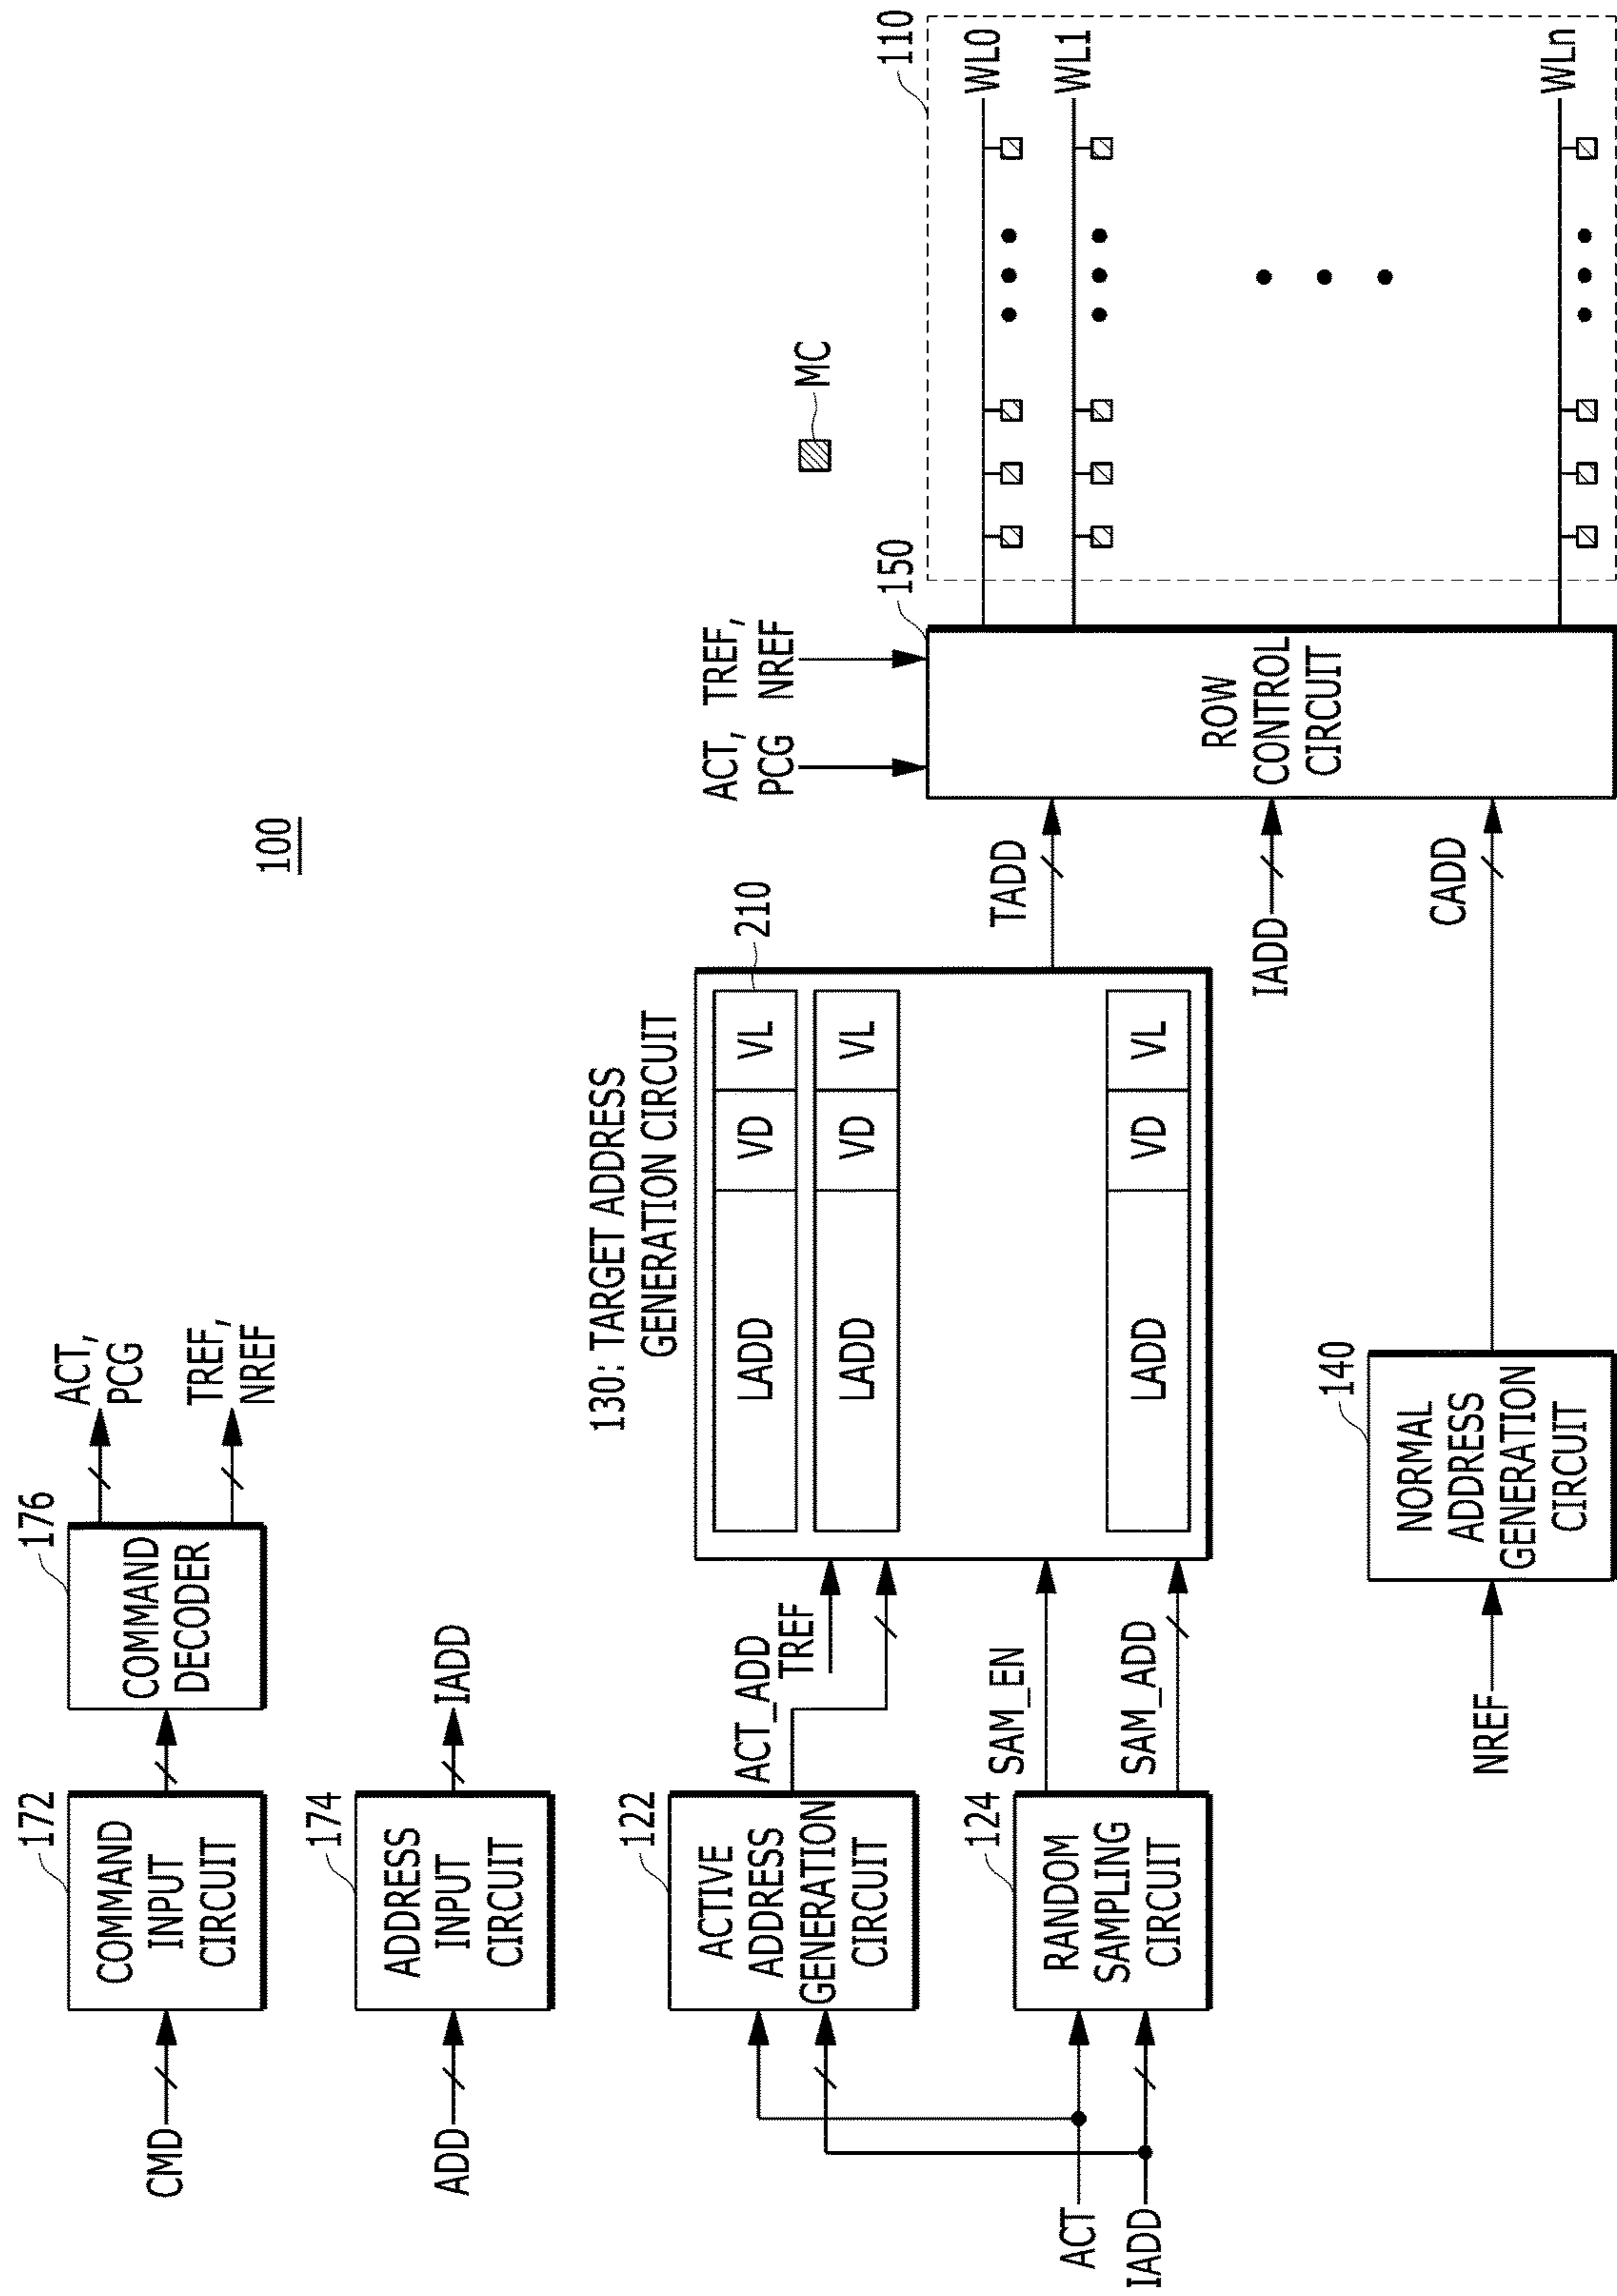 100
CMD
172
COMMAND
INPUT
CIRCUIT
176
COMMAND
DECODER
ACT,
PCG
TREF,
NREF
ADD
174
ADDRESS
INPUT
CIRCUIT
IADD
ACT
IADD
122
ACTIVE
ADDRESS
GENERATION
CIRCUIT
124
RANDOM
SAMPLING
CIRCUIT
ACT_ADD
TREF
SAM_EN
SAM_ADD
130: TARGET ADDRESS
GENERATION CIRCUIT
210
LADD VD VL
LADD VD VL
LADD VD VL
NREF
140
NORMAL
ADDRESS
GENERATION
CIRCUIT
TADD
IADD
CADD
ACT,
PCG
TREF,
NREF
150
ROW
CONTROL
CIRCUIT
MC
110
WL0
WL1
WLn